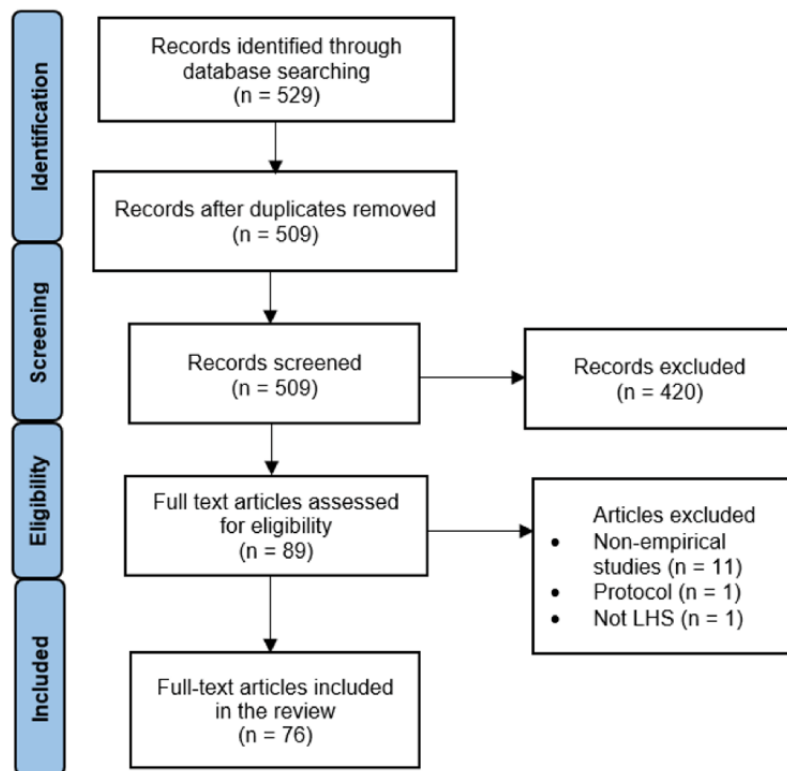 Identification
Records identified through
database searching
(n = 529)
Records after duplicates removed
(n = 509)
Screening
Records screened
(n = 509)
Records excluded
(n = 420)
Eligibility
Full text articles assessed
for eligibility
(n = 89)
Articles excluded
• Non-empirical
studies (n = 11)
• Protocol (n = 1)
• Not LHS (n = 1)
Included
Full-text articles included
in the review
(n = 76)